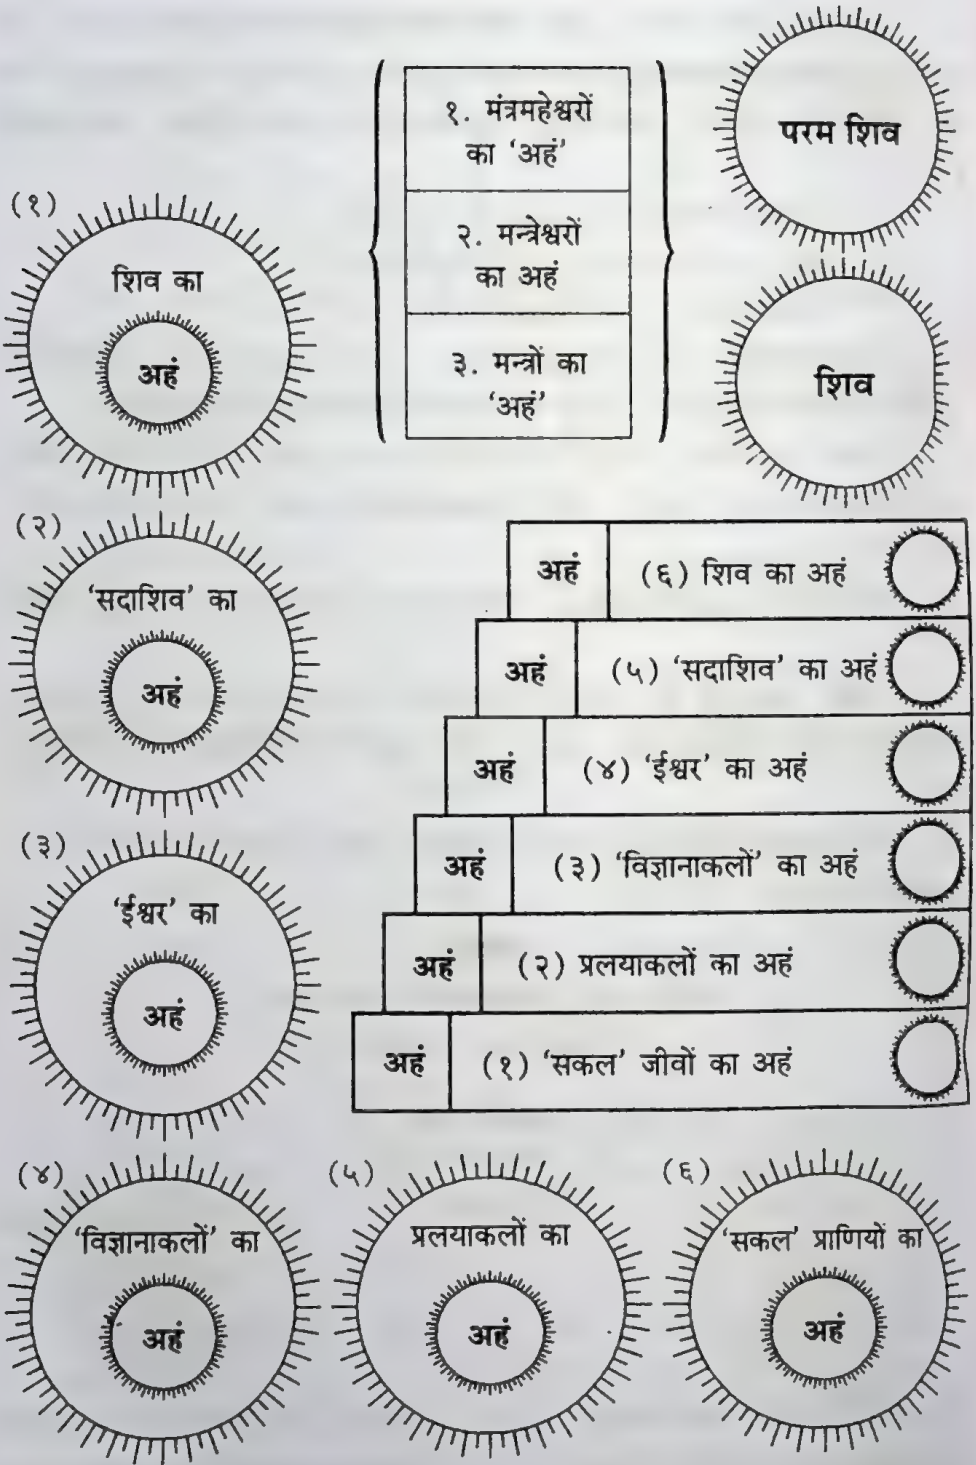 १. मंत्रमहेश्वरों
का ‘अहं’
२. मन्त्रेश्वरों
का अहं
३. मन्त्रों का
‘अहं’
परम शिव
शिव
(१)
शिव का
अहं
(२)
‘सदाशिव’ का
अहं
(३)
‘ईश्वर’ का
अहं
अहं (६) शिव का अहं
अहं (५) ‘सदाशिव’ का अहं
अहं (४) ‘ईश्वर’ का अहं
अहं (३) ‘विज्ञानाकलों’ का अहं
अहं (२) प्रलयाकलों का अहं
अहं (१) ‘सकल’ जीवों का अहं
(४)
‘विज्ञानाकलों’ का
अहं
(५)
प्रलयाकलों का
अहं
(६)
‘सकल’ प्राणियों का
अहं